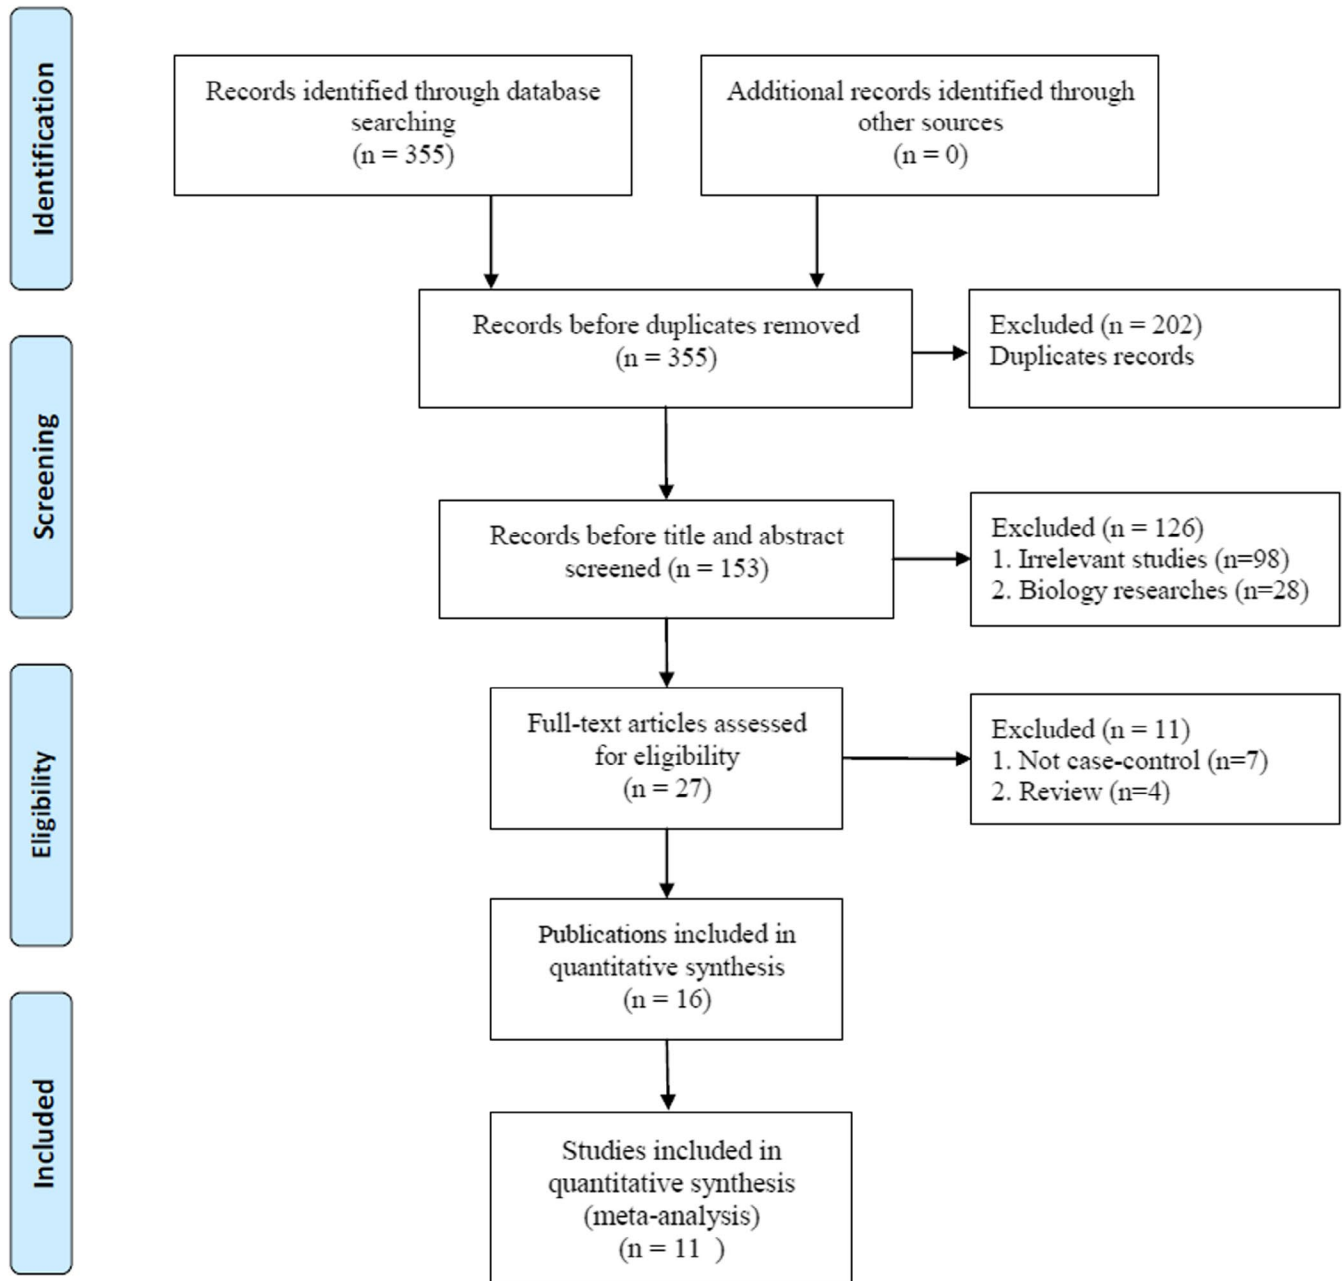 Identification
Records identified through database
searching
(n = 355)
Additional records identified through
other sources
(n = 0)
Records before duplicates removed
(n = 355)
Excluded (n = 202)
Duplicates records
Screening
Records before title and abstract
screened (n = 153)
Excluded (n = 126)
1. Irrelevant studies (n=98)
2. Biology researches (n=28)
Eligibility
Full-text articles assessed
for eligibility
(n = 27)
Excluded (n = 11)
1. Not case-control (n=7)
2. Review (n=4)
Publications included in
quantitative synthesis
(n = 16)
Included
Studies included in
quantitative synthesis
(meta-analysis)
(n = 11 )